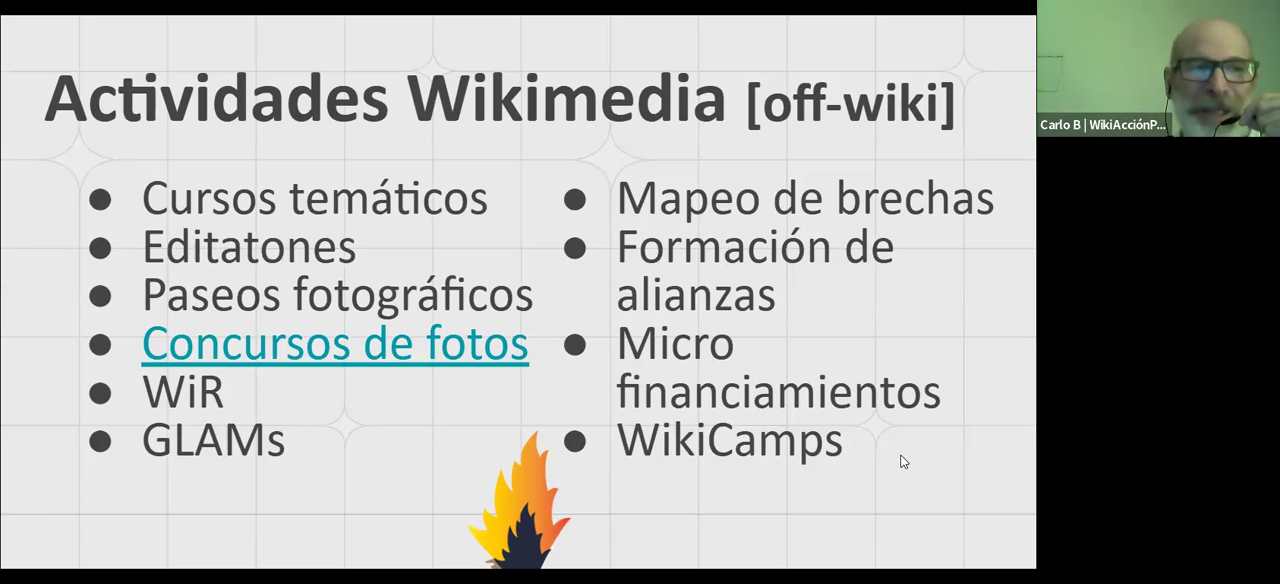 Actividades Wikimedia [off-wiki]
Cursos temáticos
Editatones
Paseos fotográficos
Concursos de fotos
WiR
GLAMs
Mapeo de brechas
Formación de
alianzas
Micro
financiamientos
WikiCamps
Carlo B | WikiAcciónP...